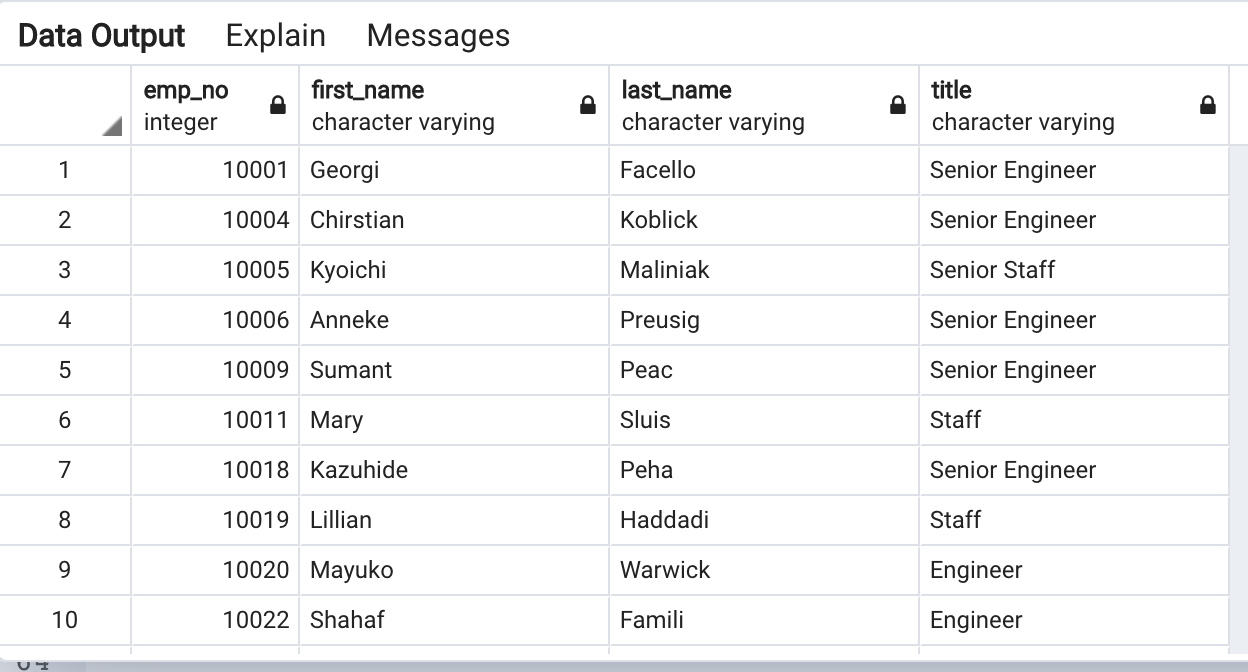 Data Output Explain Messages
emp_no first_name last_name title
integer character varying character varying character varying
1 10001 Georgi Facello Senior Engineer
2 10004 Chirstian Koblick Senior Engineer
3 10005 Kyoichi Maliniak Senior Staff
4 10006 Anneke Preusig Senior Engineer
5 10009 Sumant Peac Senior Engineer
6 10011 Mary Sluis Staff
7 10018 Kazuhide Peha Senior Engineer
8 10019 Lillian Haddadi Staff
9 10020 Mayuko Warwick Engineer
10 10022 Shahaf Famili Engineer